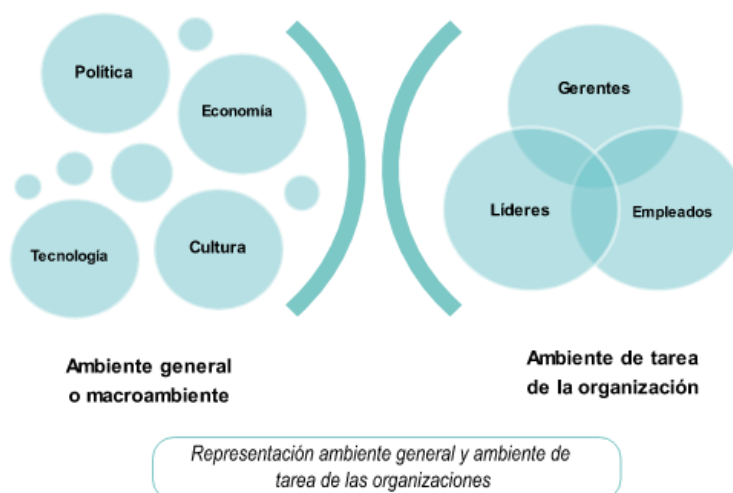 Política
Economía
Tecnología
Cultura
Ambiente general
o macroambiente
Gerentes
Líderes
Empleados
Ambiente de tarea
de la organización
Representación ambiente general y ambiente de
tarea de las organizaciones